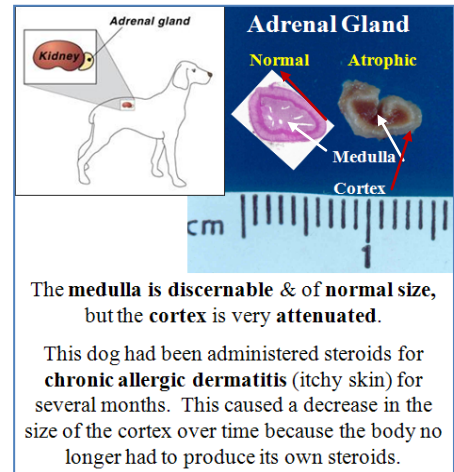 Adrenal gland
Kidney
Adrenal Gland
Normal Atrophic
Medulla
Cortex
cm
1
The medulla is discernable & of normal size,
but the cortex is very attenuated.
This dog had been administered steroids for
chronic allergic dermatitis (itchy skin) for
several months. This caused a decrease in the
size of the cortex over time because the body no
longer had to produce its own steroids.